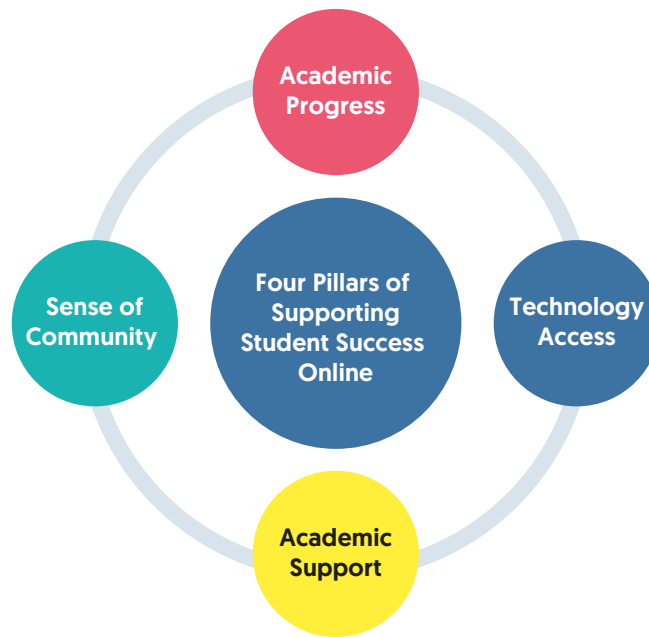 Academic
Progress
Sense of
Community
Four Pillars of
Supporting
Student Success
Online
Technology
Access
Academic
Support